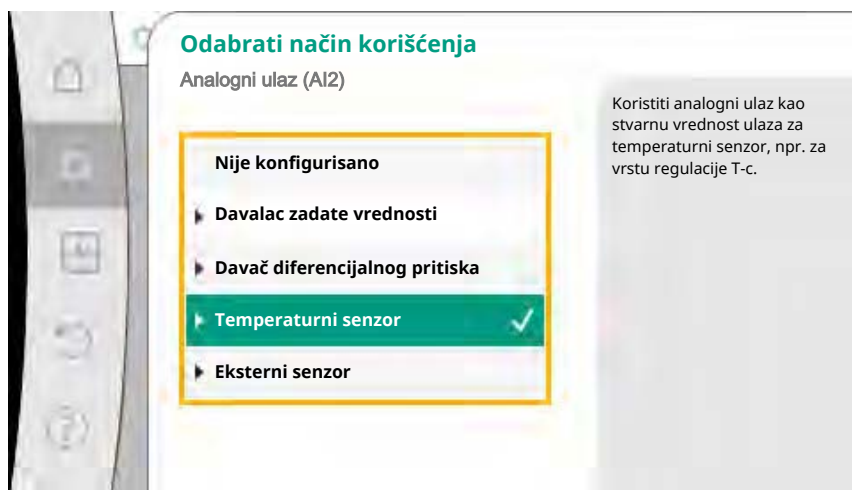 Odabrati način korišćenja
Analogni ulaz (AI2)
Nije konfigurisano
Davalac zadate vrednosti
Davač diferencijalnog pritiska
Temperaturni senzor
Eksterni senzor
Koristiti analogni ulaz kao
stvarnu vrednost ulaza za
temperaturni senzor, npr. za
vrstu regulacije T-c.